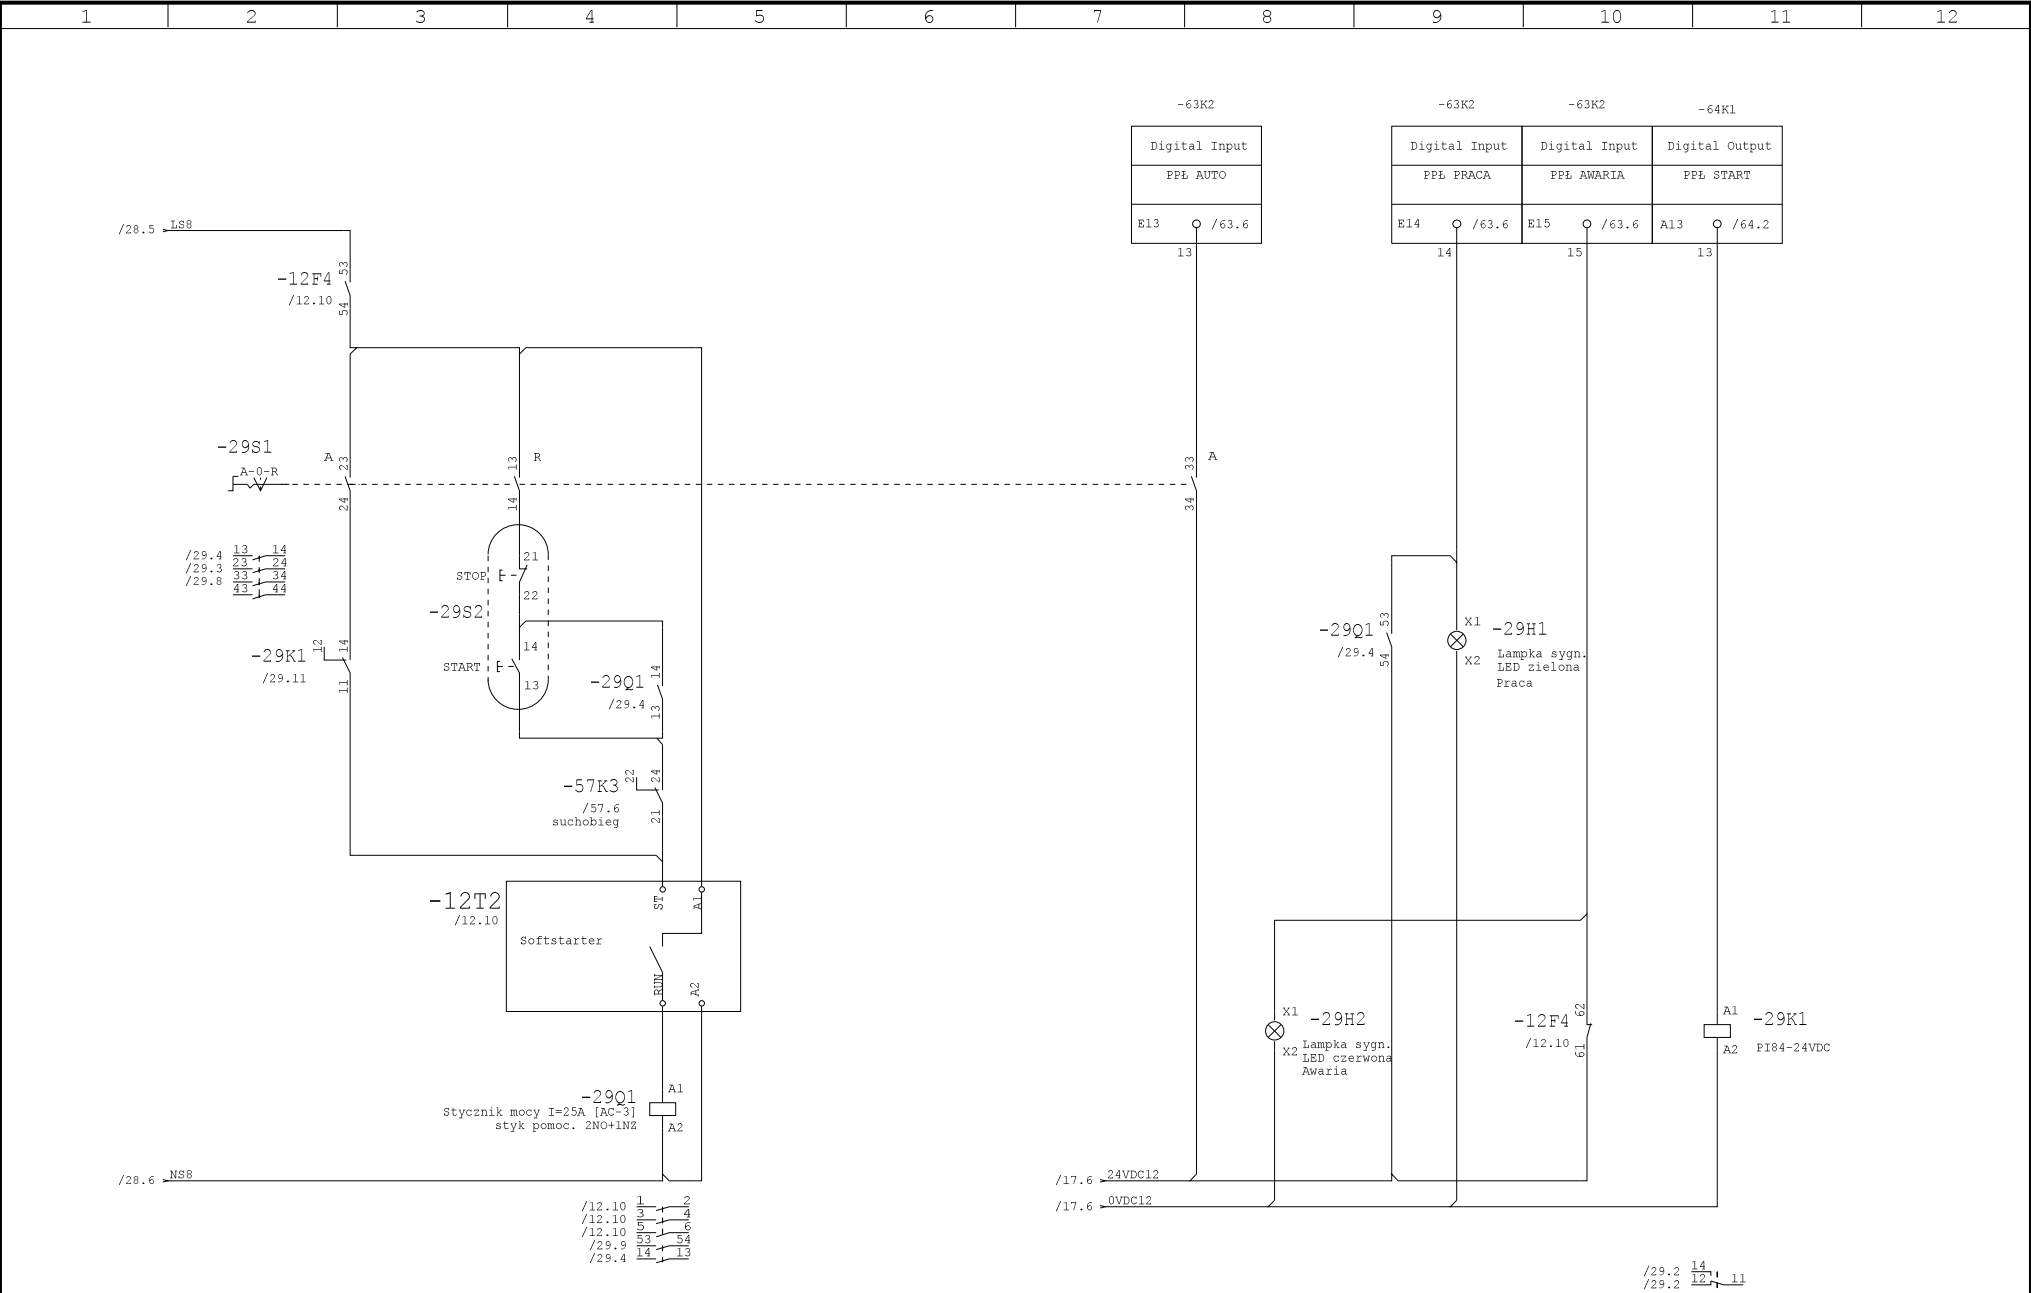 1 2 3 4 5 6 7 8 9 10 11 12
-63K2 -63K2 -63K2 -64K1
Digital Input Digital Input Digital Input Digital Output
PPŁ AUTO PPŁ PRACA PPŁ AWARIA PPŁ START
E13 /63.6 E14 /63.6 E15 /63.6 A13 /64.2
13 14 15 13
/28.5 LS8
53
-12F4
/12.10
54
-29S1
A-0-R
A 23
24
13 R
14
33 A
34
/29.4 13 14
/29.3 23 24
/29.8 33 34
43 44
21
STOP
22
-29S2
14
START
13
12 14
-29K1
/29.11
11
14
-29Q1
/29.4
13
22 24
-57K3
/57.6
suchobieg
21
53
-29Q1
/29.4
54
X1
-29H1
X2
Lampka sygn.
LED zielona
Praca
-12T2
/12.10
ST A1
Softstarter
RUN A2
X1
-29H2
X2
Lampka sygn.
LED czerwona
Awaria
62
-12F4
/12.10
61
A1
-29K1
A2
PI84-24VDC
A1
-29Q1
Stycznik mocy I=25A [AC-3]
styk pomoc. 2NO+1NZ
A2
/28.6 NS8
/17.6 24VDC12
/17.6 0VDC12
/12.10 1 2
/12.10 3 4
/12.10 5 6
/29.9 53 54
/29.4 14 13
/29.2 14
/29.2 12 11